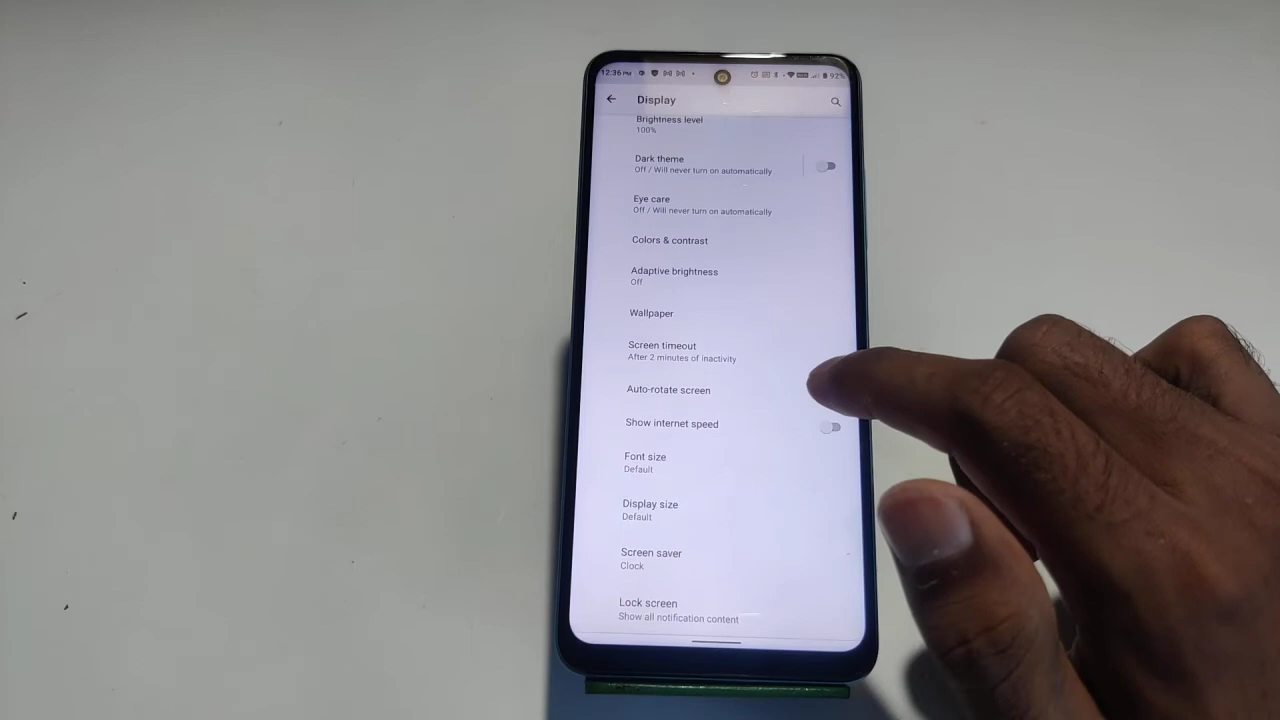 12:36 PM
92%
Display
Brightness level
100%
Dark theme
Off / Will never turn on automatically
Eye care
Off / Will never turn on automatically
Colors & contrast
Adaptive brightness
Off
Wallpaper
Screen timeout
After 2 minutes of inactivity
Auto-rotate screen
Show internet speed
Font size
Default
Display size
Default
Screen saver
Clock
Lock screen
Show all notification content